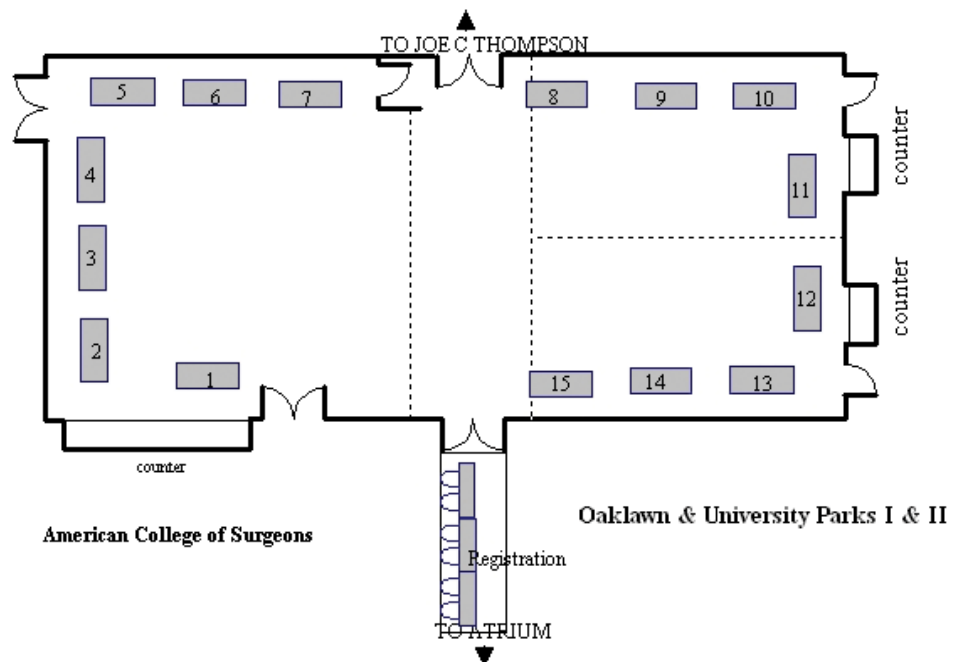 TO JOE C THOMPSON
5 6 7 8 9 10
counter
4 11
3
counter
12
2 1 15 14 13
counter
American College of Surgeons
Oaklawn & University Parks I & II
Registration
TO ATRIUM